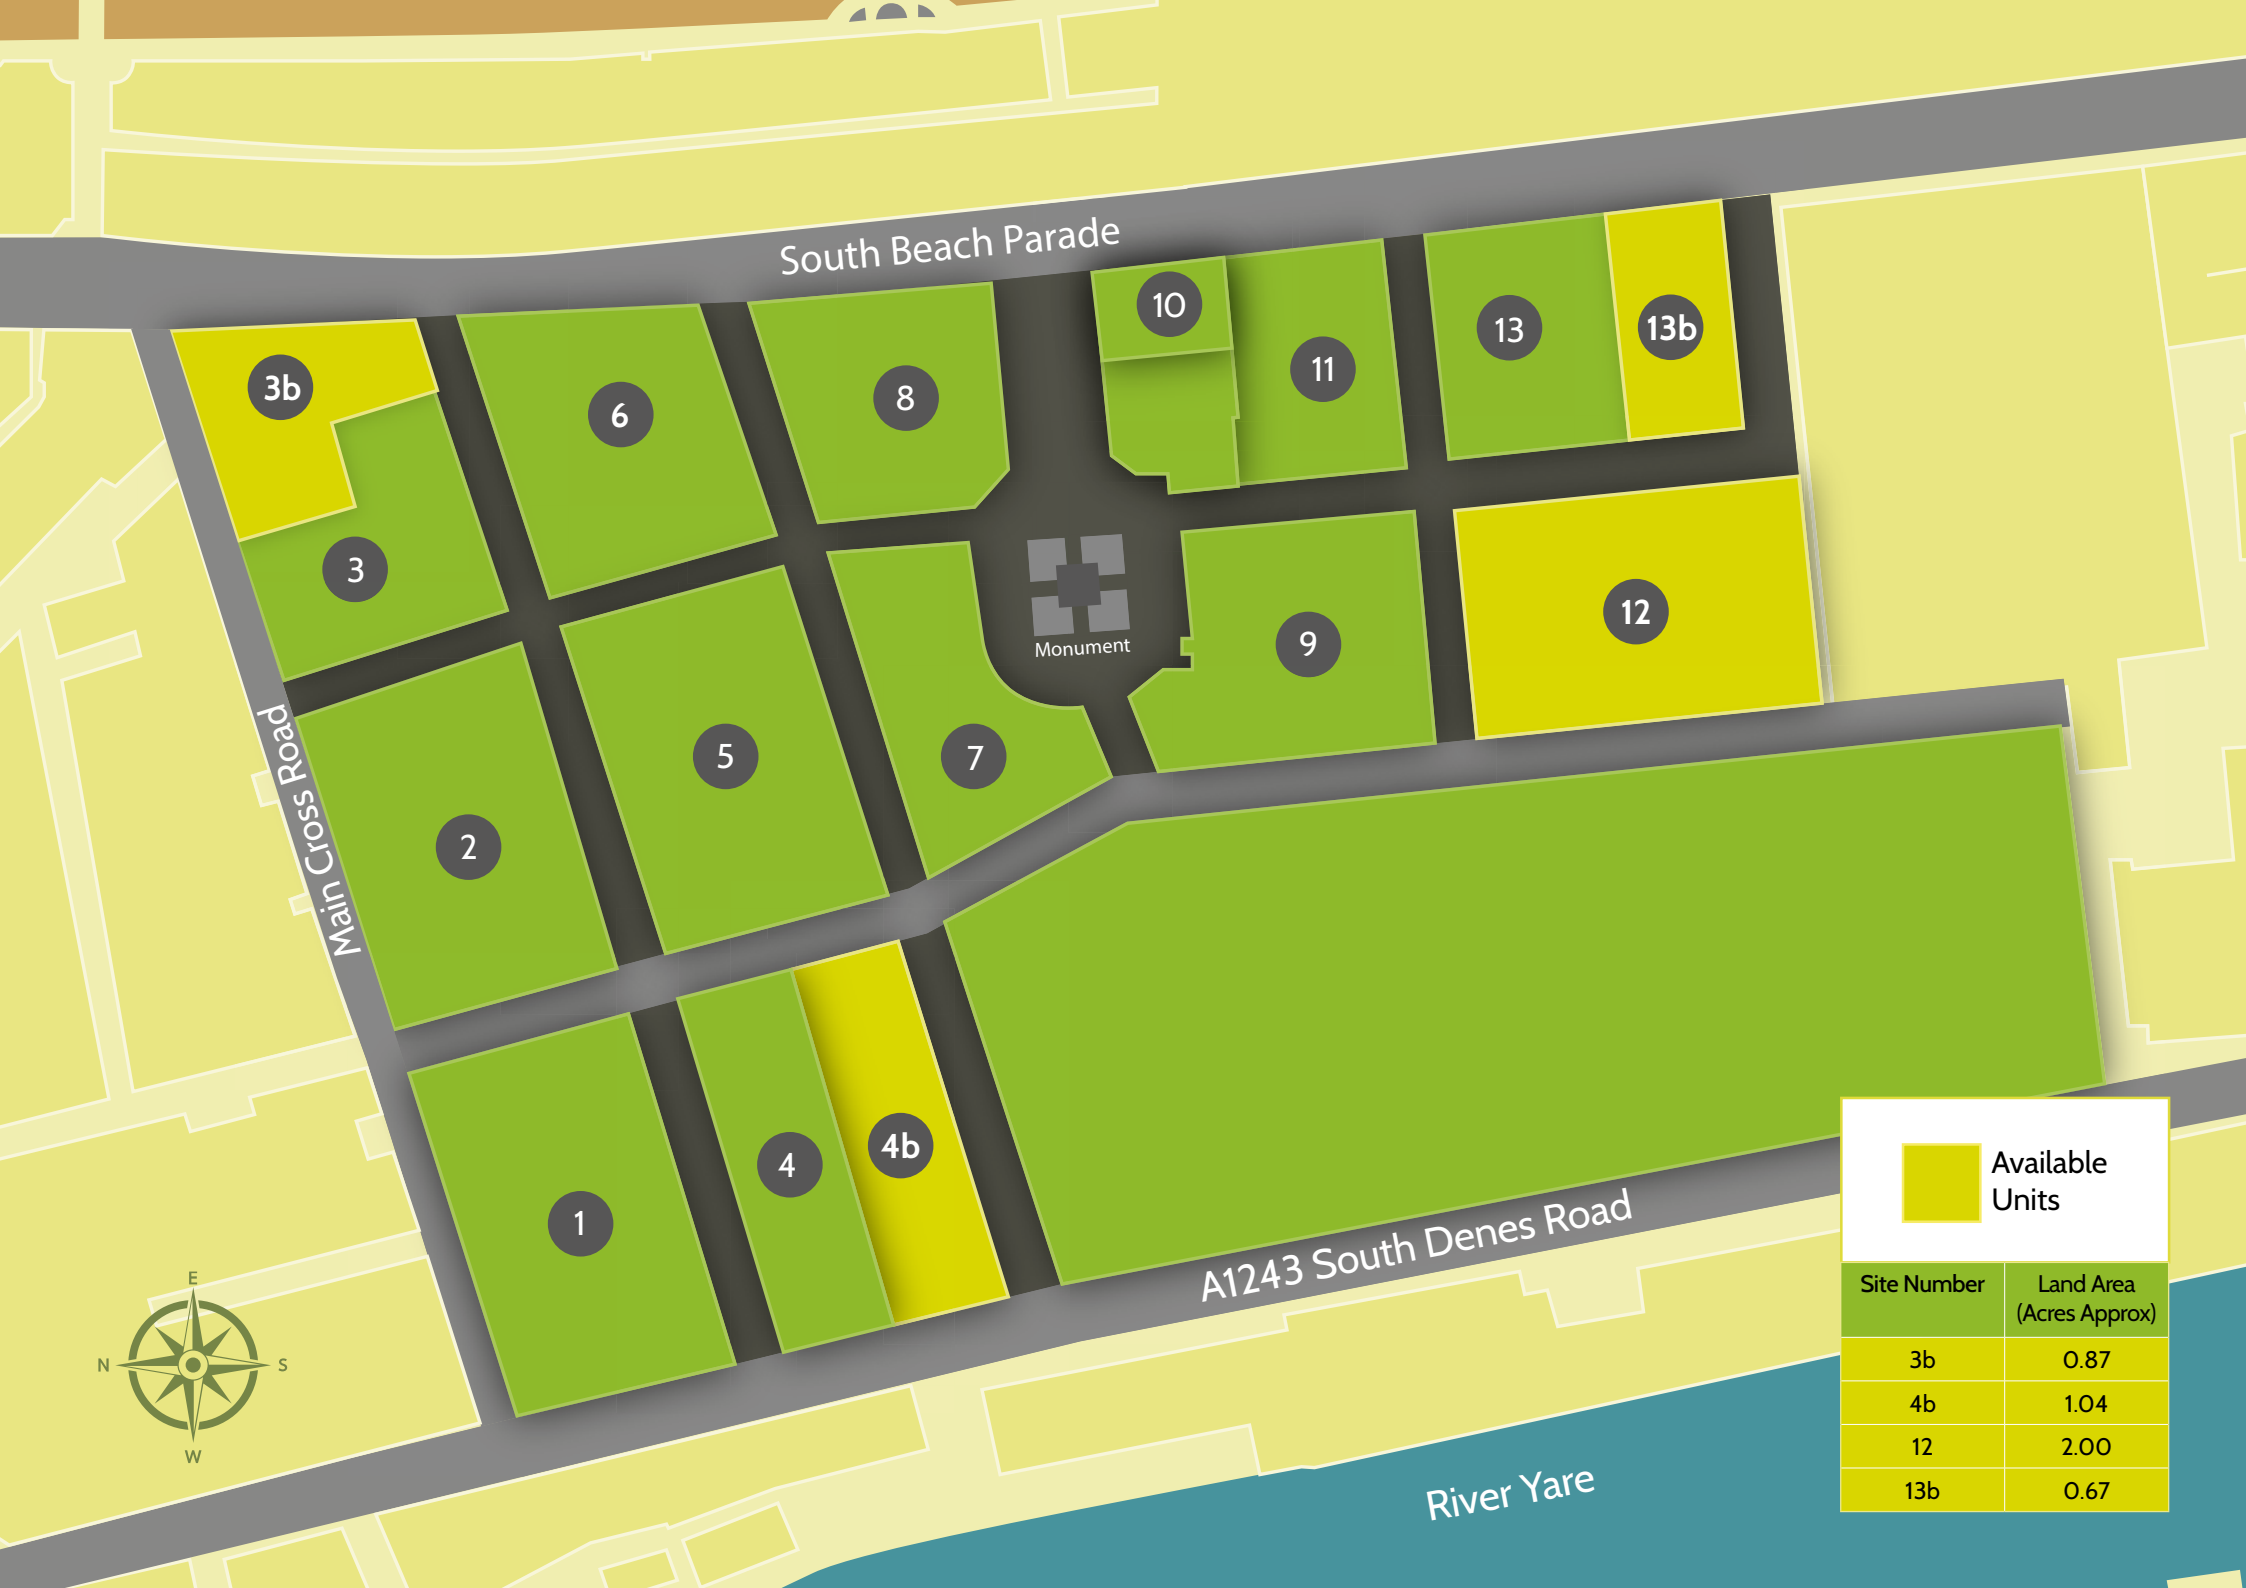 South Beach Parade
10
13
13b
11
3b
6
8
3
12
9
Monument
Main Cross Road
5
7
2
4b
4
1
A1243 South Denes Road
E
N
S
W
River Yare
Available
Units
Site Number
Land Area
(Acres Approx)
3b 0.87
4b 1.04
12 2.00
13b 0.67